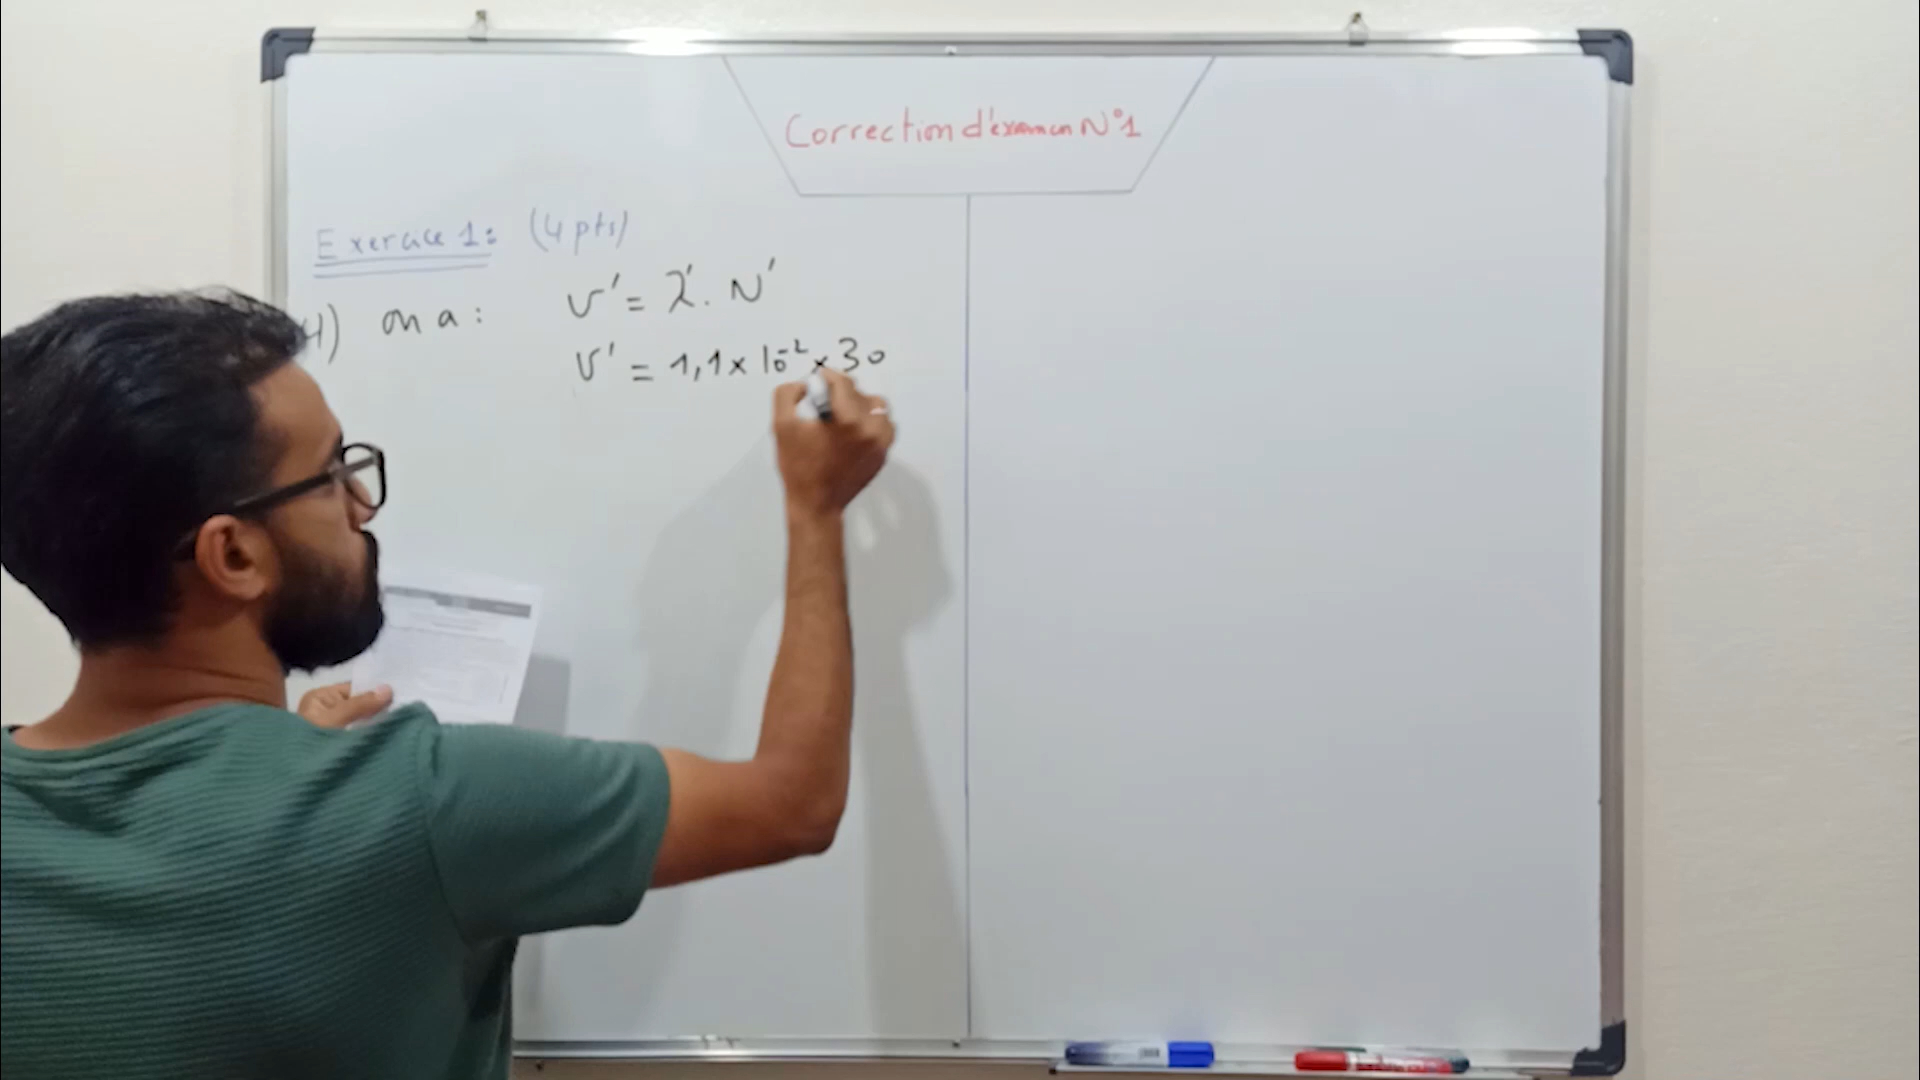 Correction d'examen N°1
Exercice 1: (4 pts)
4) on a : v' = λ'. N'
v' = 1,1 × 10⁻² × 30